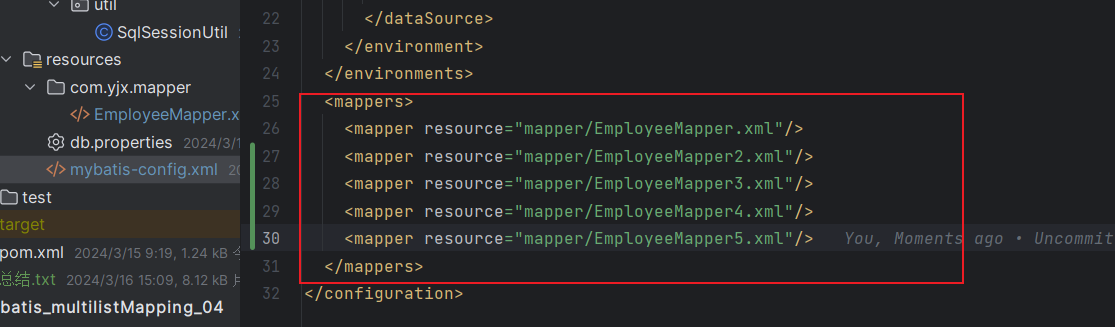 util
SqlSessionUtil
resources
com.yjx.mapper
EmployeeMapper.x
db.properties 2024/3/1
mybatis-config.xml 20
test
target
pom.xml 2024/3/15 9:19, 1.24 kB
总结.txt 2024/3/16 15:09, 8.12 kB
batis_multilistMapping_04
22 </dataSource>
23 </environment>
24 </environments>
25 <mappers>
26 <mapper resource="mapper/EmployeeMapper.xml"/>
27 <mapper resource="mapper/EmployeeMapper2.xml"/>
28 <mapper resource="mapper/EmployeeMapper3.xml"/>
29 <mapper resource="mapper/EmployeeMapper4.xml"/>
30 <mapper resource="mapper/EmployeeMapper5.xml"/> You, Moments ago • Uncommit
31 </mappers>
32 </configuration>